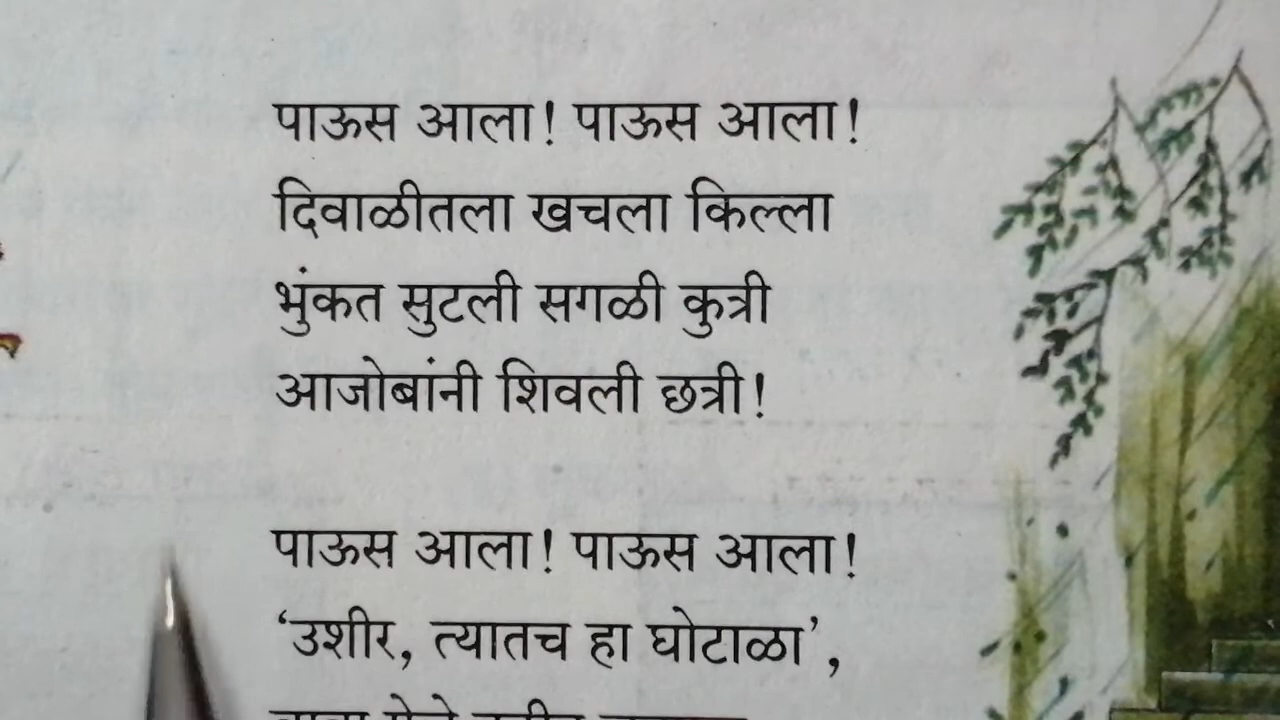 पाऊस आला! पाऊस आला!
दिवाळीतला खचला किल्ला
भुंकत सुटली सगळी कुत्री
आजोबांनी शिवली छत्री!
पाऊस आला! पाऊस आला!
‘उशीर, त्यातच हा घोटाळा’,